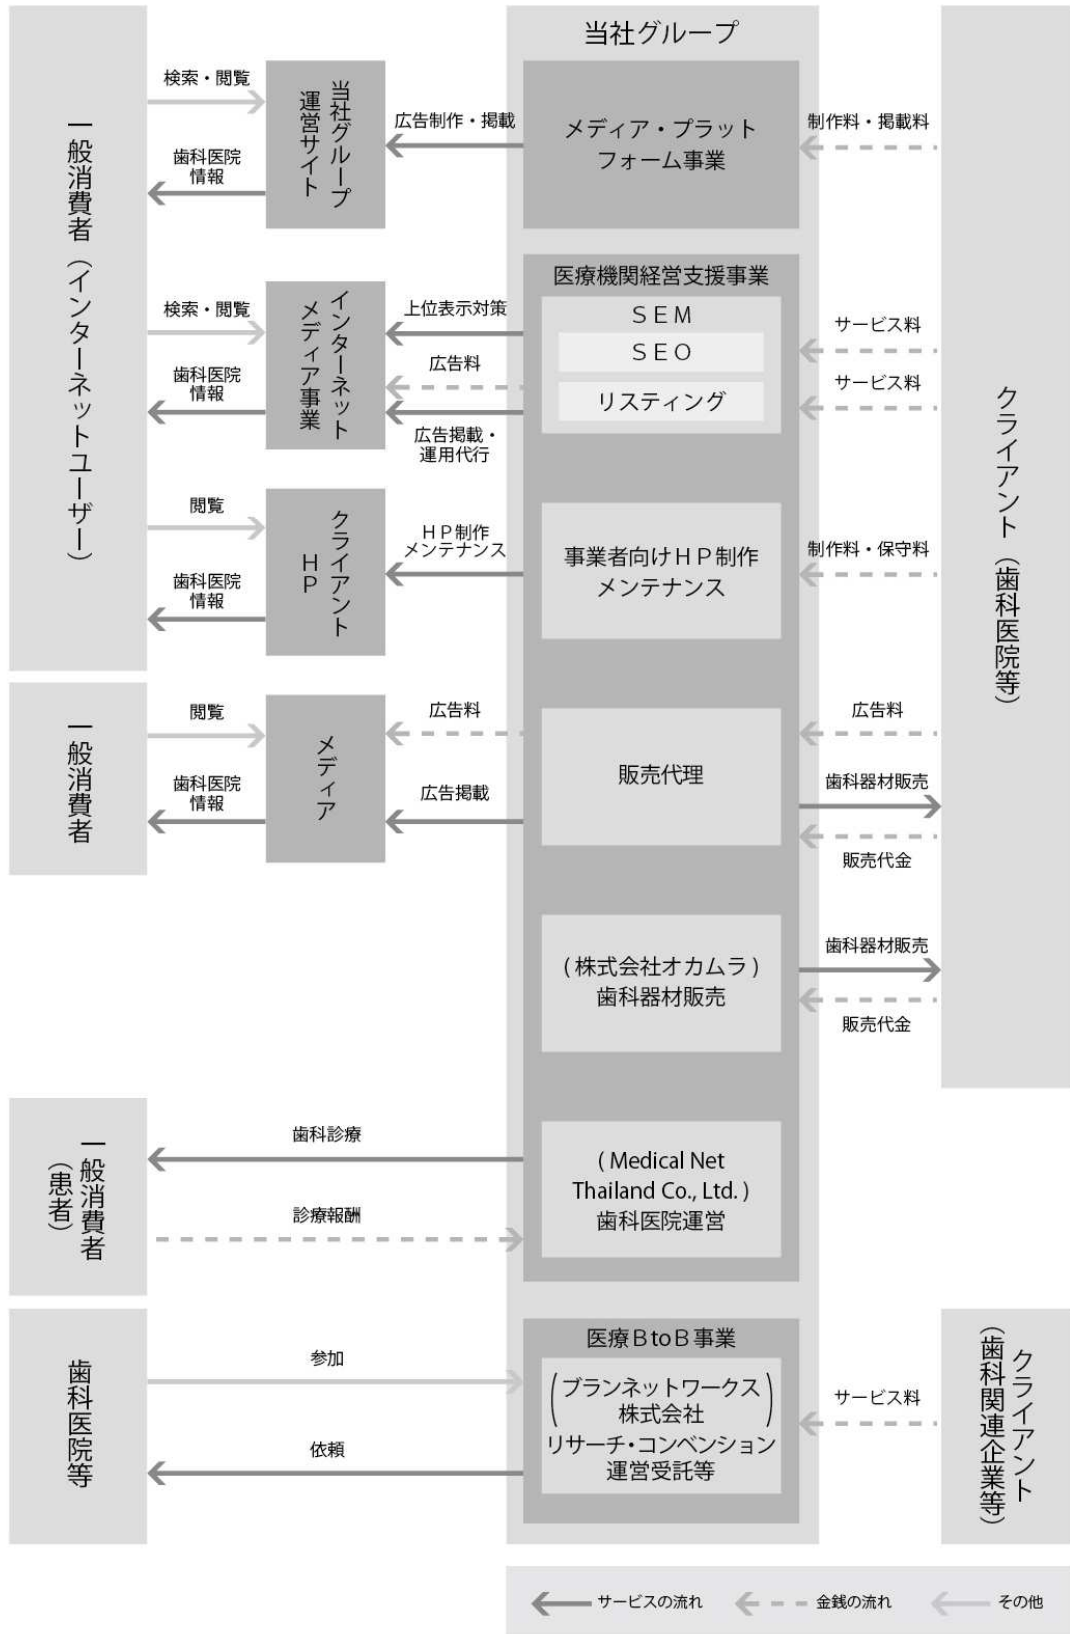 当社グループ
一般消費者（インターネットユーザー）
検索・閲覧
歯科医院
情報
当社グループ
運営サイト
広告制作・掲載
メディア・プラット
フォーム事業
制作料・掲載料
クライアント（歯科医院等）
検索・閲覧
歯科医院
情報
インターネット
メディア事業
上位表示対策
広告料
広告掲載・
運用代行
医療機関経営支援事業
ＳＥＭ
ＳＥＯ
リスティング
サービス料
サービス料
閲覧
歯科医院
情報
クライアント
ＨＰ
ＨＰ制作
メンテナンス
事業者向けＨＰ制作
メンテナンス
制作料・保守料
一般消費者
閲覧
歯科医院
情報
メディア
広告料
広告掲載
販売代理
広告料
歯科器材販売
販売代金
(株式会社オカムラ)
歯科器材販売
歯科器材販売
販売代金
一般消費者
（患者）
歯科診療
診療報酬
( Medical Net
Thailand Co., Ltd. )
歯科医院運営
歯科医院等
参加
依頼
医療ＢtoＢ事業
(ブランネットワークス
株式会社)
リサーチ・コンベンション
運営受託等
サービス料
クライアント
（歯科関連企業等）
サービスの流れ
金銭の流れ
その他